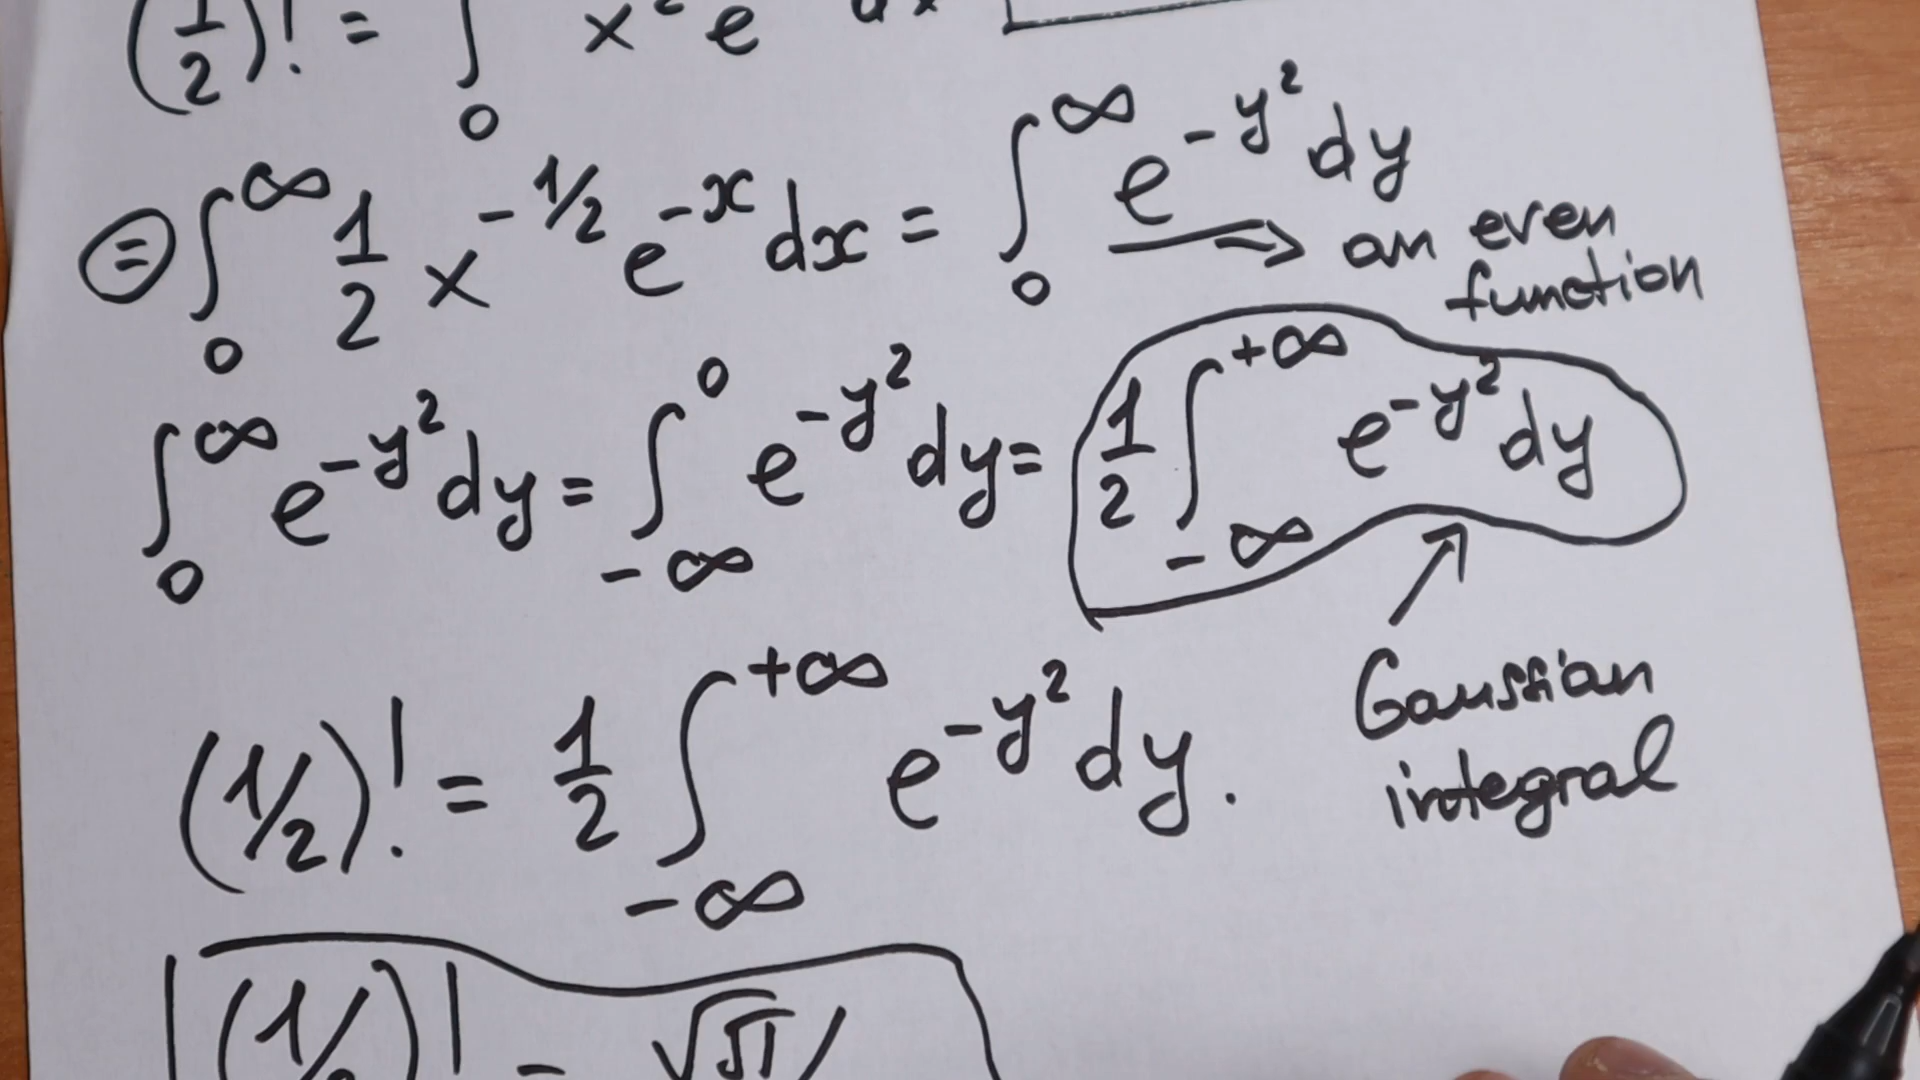 (1/2)! = ∫₀ x e dx
⊜ ∫₀^∞ 1/2 x^(-1/2) e^(-x) dx = ∫₀^∞ e^(-y²) dy
⇒ an even function
∫₀^∞ e^(-y²) dy = ∫_(-∞)^0 e^(-y²) dy = 1/2 ∫_(-∞)^(+∞) e^(-y²) dy
Gaussian
integral
(1/2)! = 1/2 ∫_(-∞)^(+∞) e^(-y²) dy.
(1/2)! = √π/